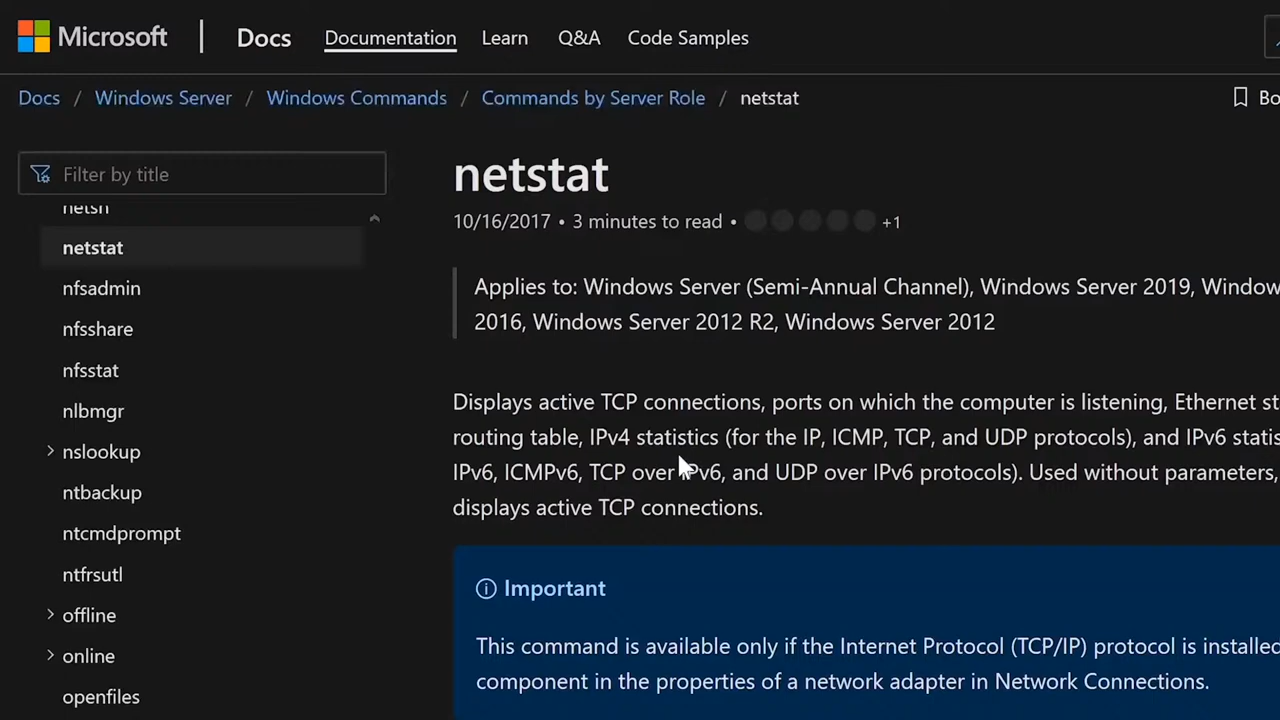 Microsoft Docs Documentation Learn Q&A Code Samples
Docs / Windows Server / Windows Commands / Commands by Server Role / netstat
Filter by title
netsh
netstat
nfsadmin
nfsshare
nfsstat
nlbmgr
nslookup
ntbackup
ntcmdprompt
ntfrsutl
offline
online
openfiles
netstat
10/16/2017 • 3 minutes to read • +1
Applies to: Windows Server (Semi-Annual Channel), Windows Server 2019,
2016, Windows Server 2012 R2, Windows Server 2012
Displays active TCP connections, ports on which the computer is listening, Ethernet
routing table, IPv4 statistics (for the IP, ICMP, TCP, and UDP protocols), and IPv6
IPv6, ICMPv6, TCP over IPv6, and UDP over IPv6 protocols). Used without parameters,
displays active TCP connections.
Important
This command is available only if the Internet Protocol (TCP/IP) protocol is installed
component in the properties of a network adapter in Network Connections.